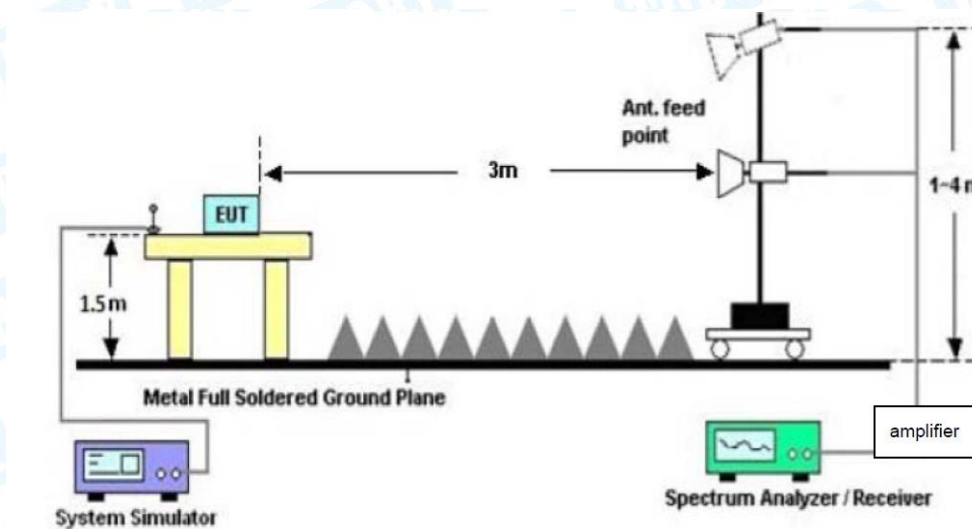 Ant. feed
point
3m
EUT
1~4 m
1.5m
Metal Full Soldered Ground Plane
amplifier
System Simulator
Spectrum Analyzer / Receiver